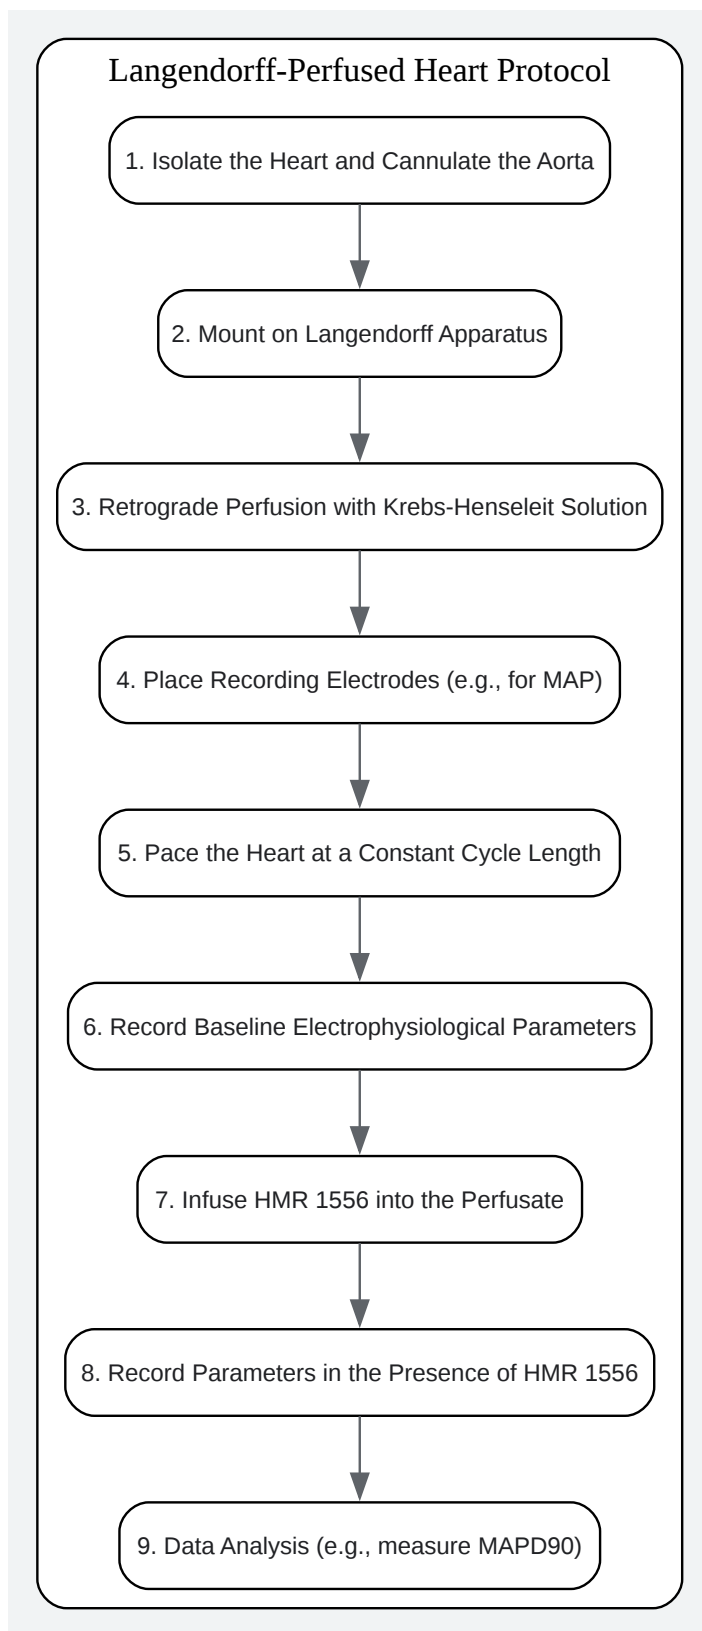 Langendorff-Perfused Heart Protocol
1. Isolate the Heart and Cannulate the Aorta
2. Mount on Langendorff Apparatus
3. Retrograde Perfusion with Krebs-Henseleit Solution
4. Place Recording Electrodes (e.g., for MAP)
5. Pace the Heart at a Constant Cycle Length
6. Record Baseline Electrophysiological Parameters
7. Infuse HMR 1556 into the Perfusate
8. Record Parameters in the Presence of HMR 1556
9. Data Analysis (e.g., measure MAPD90)